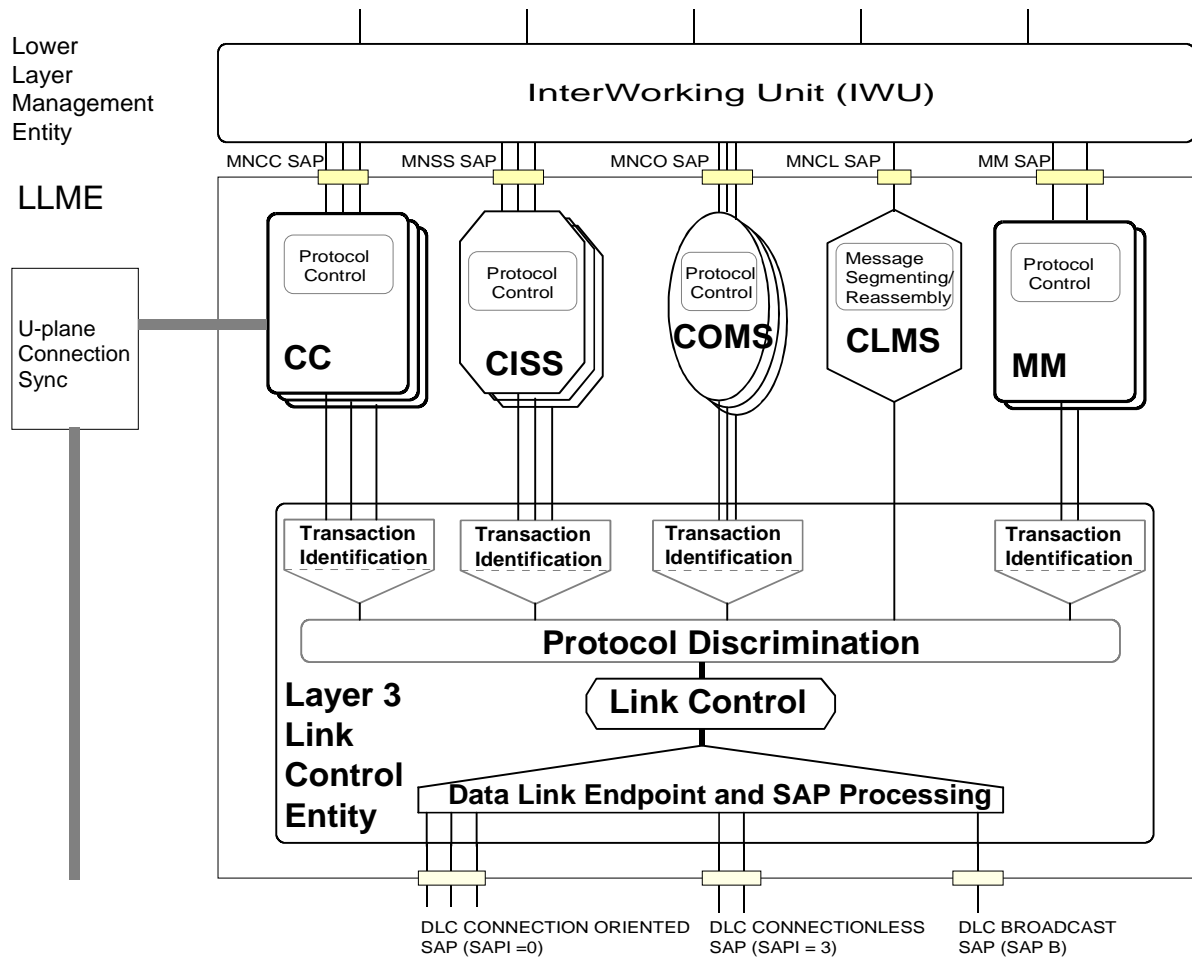 Lower
Layer
Management
Entity
LLME
InterWorking Unit (IWU)
MNCC SAP
MNSS SAP
MNCO SAP
MNCL SAP
MM SAP
U-plane
Connection
Sync
Protocol
Control
CC
Protocol
Control
CISS
Protocol
Control
COMS
Message
Segmenting/
Reassembly
CLMS
Protocol
Control
MM
Transaction
Identification
Transaction
Identification
Transaction
Identification
Transaction
Identification
Protocol Discrimination
Link Control
Layer 3
Link
Control
Entity
Data Link Endpoint and SAP Processing
DLC CONNECTION ORIENTED
SAP (SAPI =0)
DLC CONNECTIONLESS
SAP (SAPI = 3)
DLC BROADCAST
SAP (SAP B)